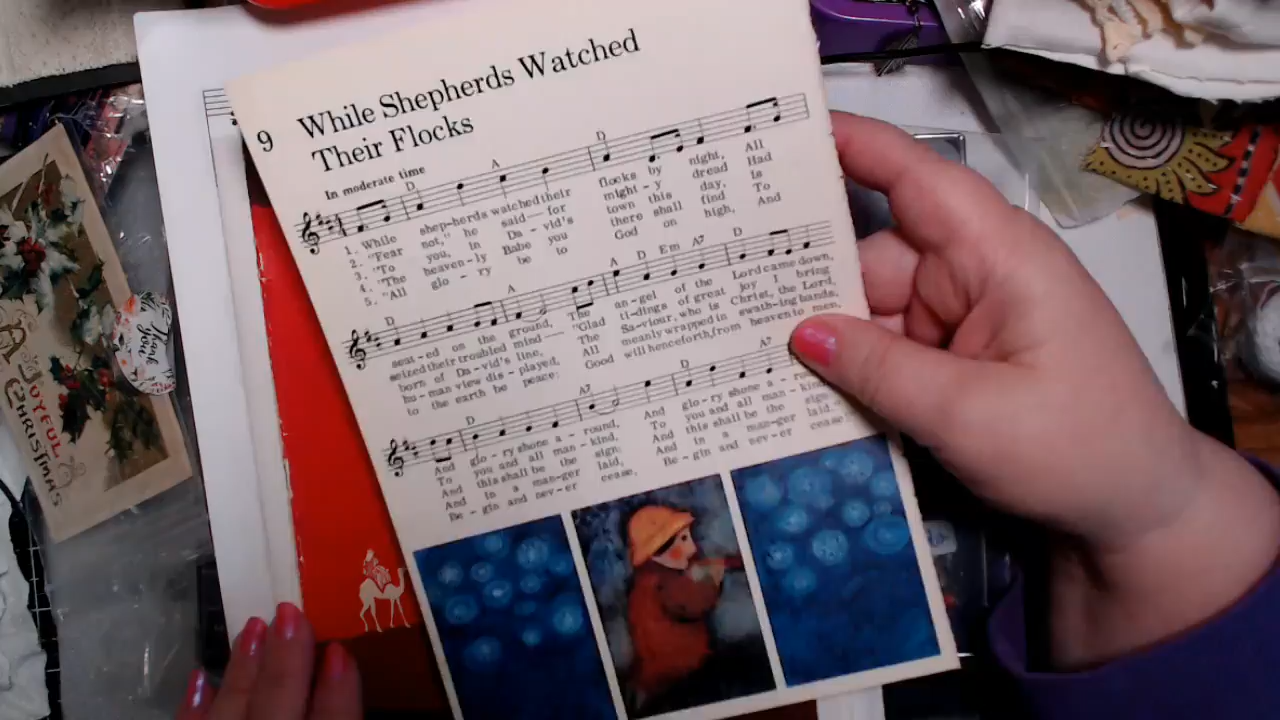 9 While Shepherds Watched
Their Flocks
In moderate time
D A D
1. While shep-herds watched their flocks by night, All
2. "Fear not," he said — for might-y dread Had
3. "To you, in Da-vid's town this day, Is
4. "The heaven-ly Babe you there shall find To
5. "All glo-ry be to God on high, And
D A A D Em A7 D
seat-ed on the ground, The an-gel of the Lord came down,
seized their troubled mind — "Glad ti-dings of great joy I bring
born of Da-vid's line, The Sa-viour, who is Christ, the Lord,
hu-man view dis-played, All meanly wrapped in swath-ing bands,
to the earth be peace: Good will henceforth, from heaven to men,
D A7 D A7
And glo-ry shone a-round, And glo-ry shone a-
To you and all man-kind, To you and all man-kind
And this shall be the sign: And this shall be the sign
And in a man-ger laid, And in a man-ger laid
Be-gin and nev-er cease, Be-gin and nev-er cease
A
JOYFUL
CHRISTMAS
Thank
you